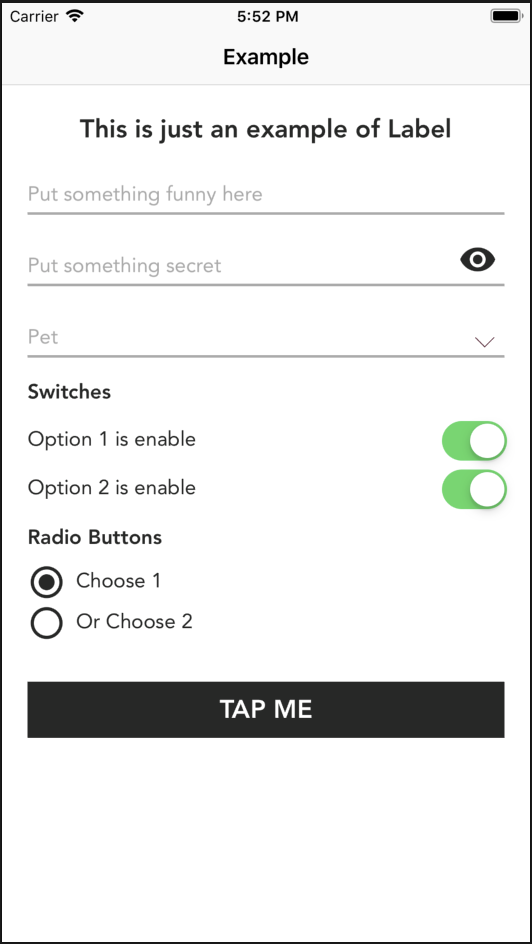 Carrier 5:52 PM
Example
This is just an example of Label
Put something funny here
Put something secret
Pet
Switches
Option 1 is enable
Option 2 is enable
Radio Buttons
Choose 1
Or Choose 2
TAP ME